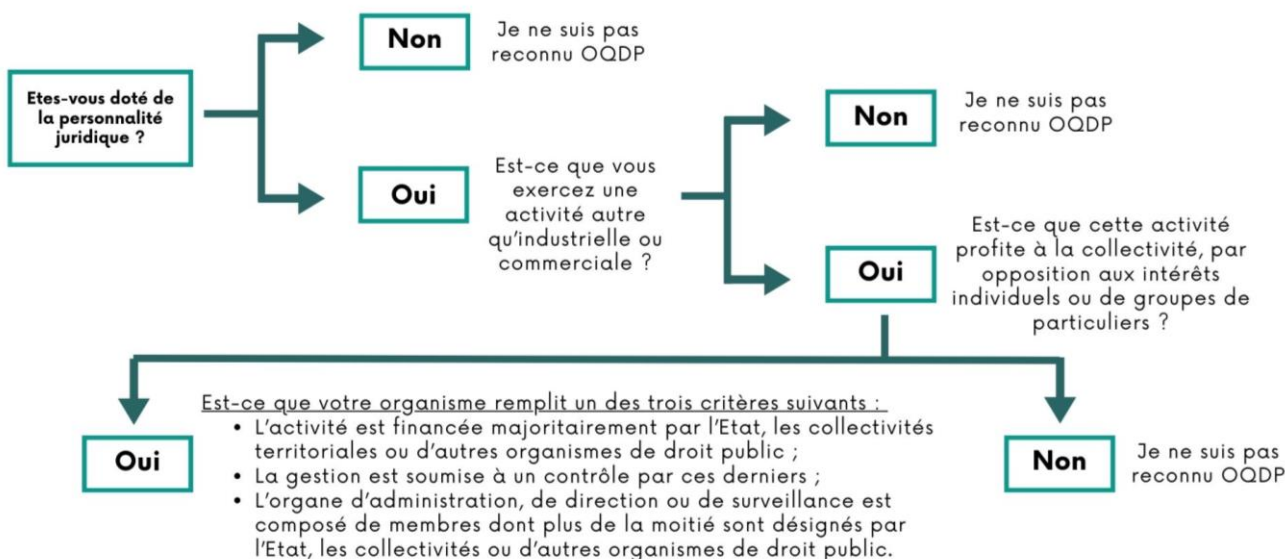 Etes-vous doté de
la personnalité
juridique ?
Non
Je ne suis pas
reconnu OQDP
Oui
Est-ce que vous
exercez une
activité autre
qu'industrielle ou
commerciale ?
Non
Je ne suis pas
reconnu OQDP
Oui
Est-ce que cette activité
profite à la collectivité, par
opposition aux intérêts
individuels ou de groupes de
particuliers ?
Oui
Est-ce que votre organisme remplit un des trois critères suivants :
• L'activité est financée majoritairement par l'Etat, les collectivités
territoriales ou d'autres organismes de droit public ;
• La gestion est soumise à un contrôle par ces derniers ;
• L'organe d'administration, de direction ou de surveillance est
composé de membres dont plus de la moitié sont désignés par
l'Etat, les collectivités ou d'autres organismes de droit public.
Non
Je ne suis pas
reconnu OQDP